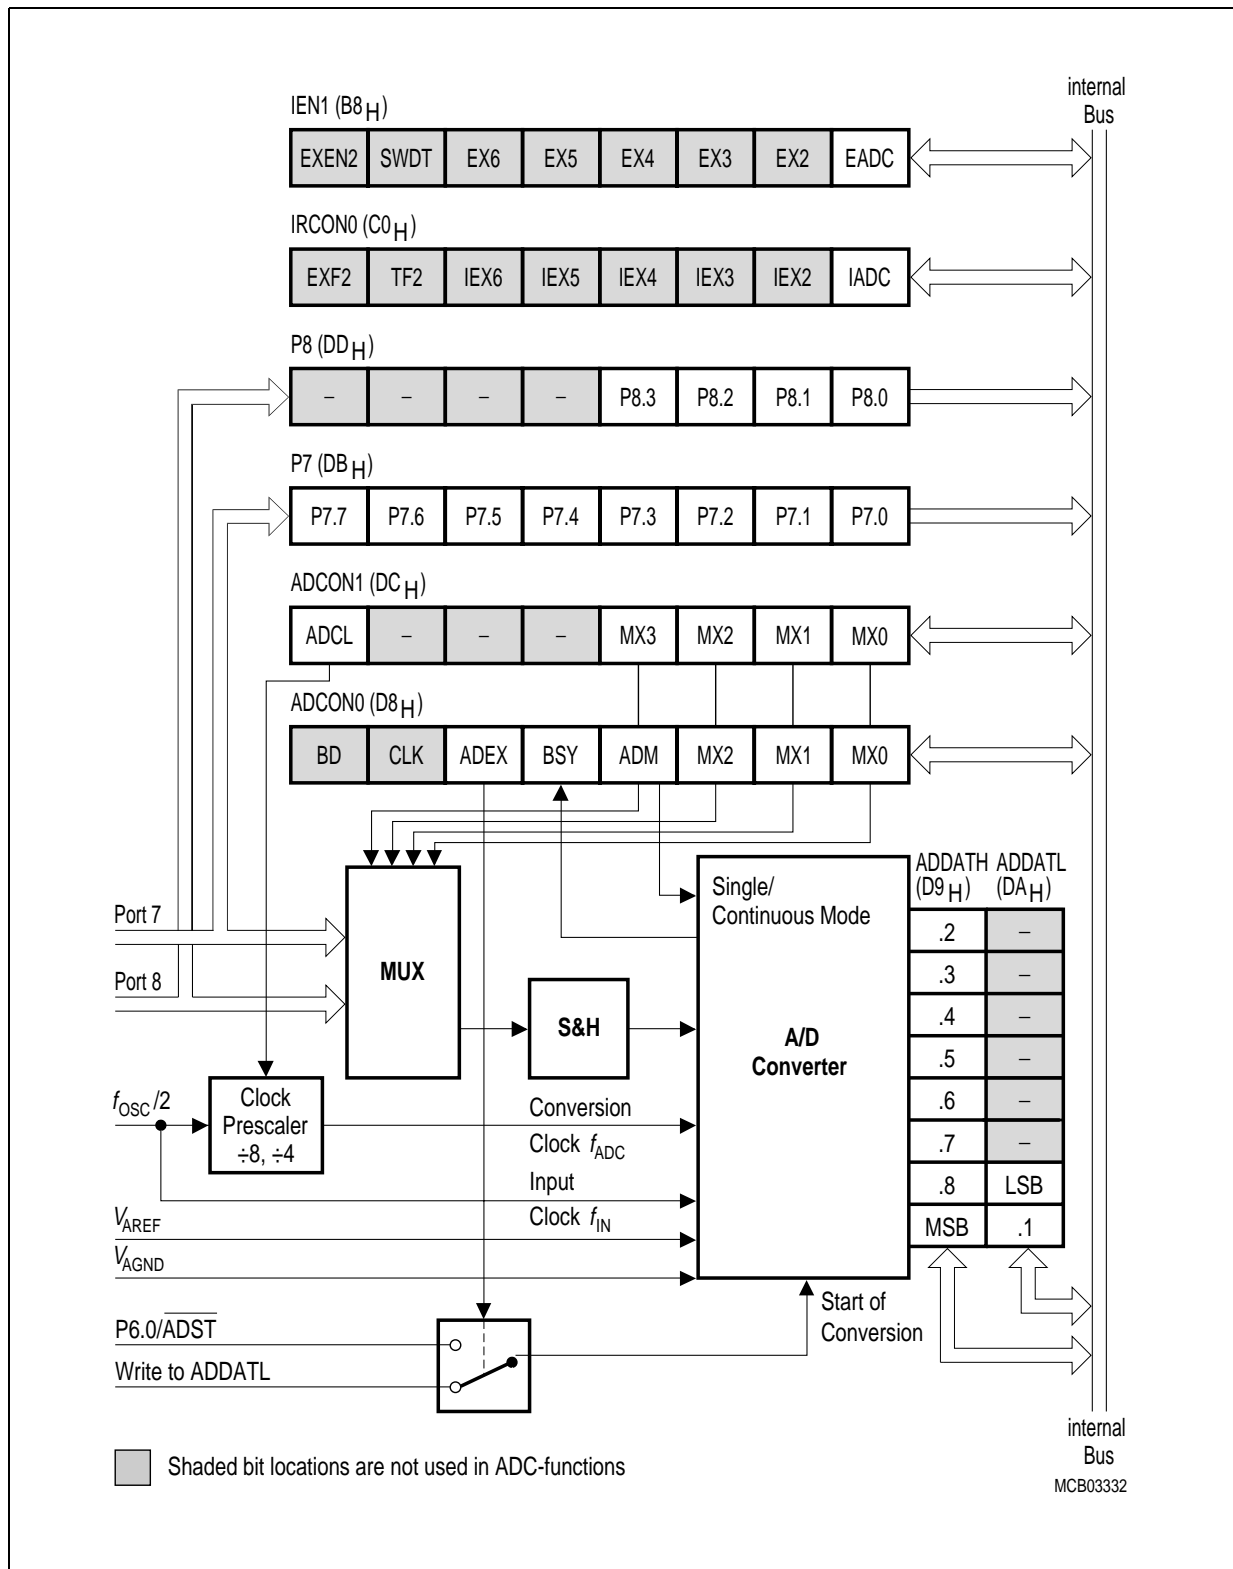 internal
Bus
IEN1 (B8H)
EXEN2 SWDT EX6 EX5 EX4 EX3 EX2 EADC
IRCON0 (C0H)
EXF2 TF2 IEX6 IEX5 IEX4 IEX3 IEX2 IADC
P8 (DDH)
– – – – P8.3 P8.2 P8.1 P8.0
P7 (DBH)
P7.7 P7.6 P7.5 P7.4 P7.3 P7.2 P7.1 P7.0
ADCON1 (DCH)
ADCL – – – MX3 MX2 MX1 MX0
ADCON0 (D8H)
BD CLK ADEX BSY ADM MX2 MX1 MX0
ADDATH ADDATL
(D9H) (DAH)
Single/
Continuous Mode
Port 7
Port 8
MUX
S&H
A/D
Converter
.2 –
.3 –
.4 –
.5 –
.6 –
.7 –
.8 LSB
MSB .1
fOSC/2
Clock
Prescaler
÷8, ÷4
Conversion
Clock fADC
Input
Clock fIN
VAREF
VAGND
P6.0/A̅D̅S̅T̅
Write to ADDATL
Start of
Conversion
internal
Bus
Shaded bit locations are not used in ADC-functions
MCB03332